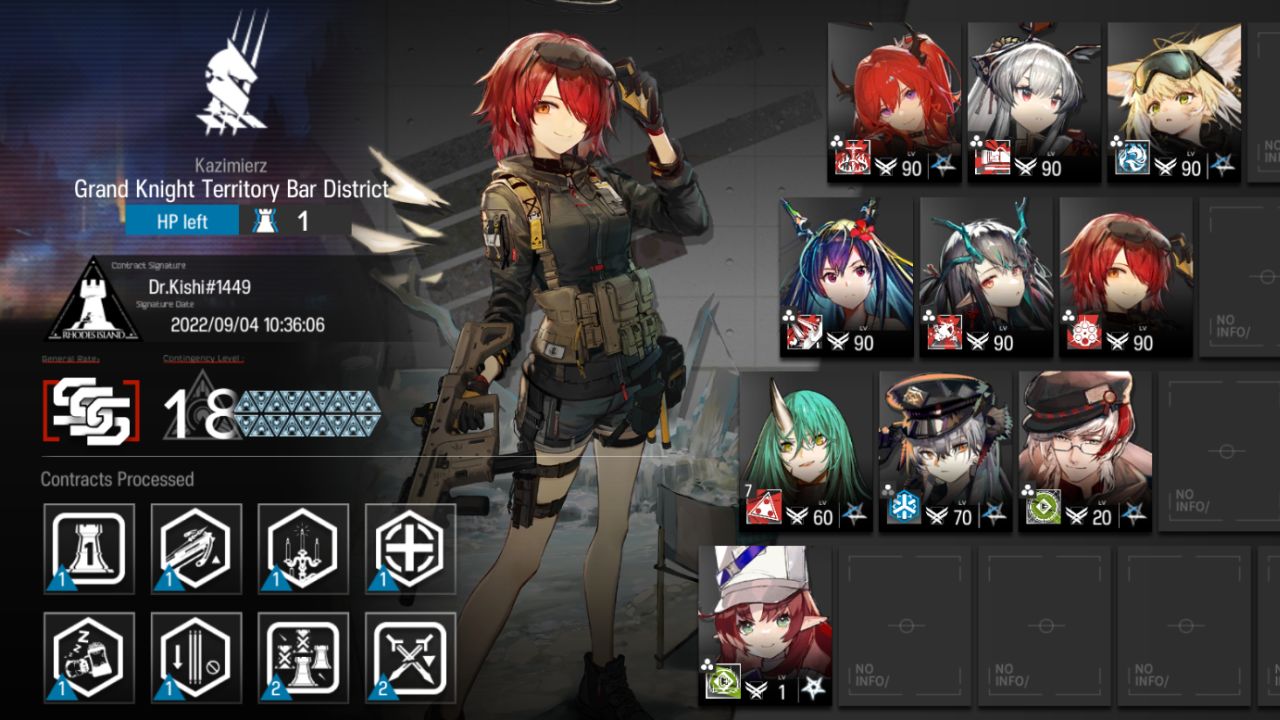 Kazimierz
Grand Knight Territory Bar District
HP left
1
Contract Signature
Dr.Kishi#1449
Signature Date
2022/09/04 10:36:06
RHODES ISLAND
General Rate:
Contingency Level :
SSS
18
Contracts Processed
1
1
1
1
1
Z
Z
Z
1
1
2
2
LV
90
LV
90
LV
90
NO
LV
90
LV
90
LV
90
NO
INFO/
7
LV
60
LV
70
LV
20
NO
INFO/
LV
1
NO
INFO/
NO
INFO/
NO
INFO/